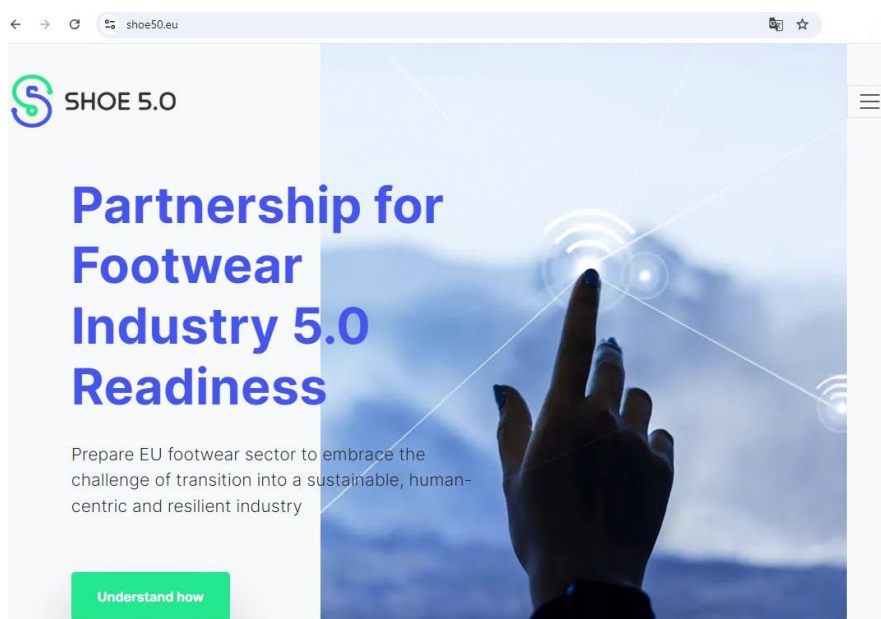 shoe50.eu
SHOE 5.0
Partnership for
Footwear
Industry 5.0
Readiness
Prepare EU footwear sector to embrace the
challenge of transition into a sustainable, human-
centric and resilient industry
Understand how